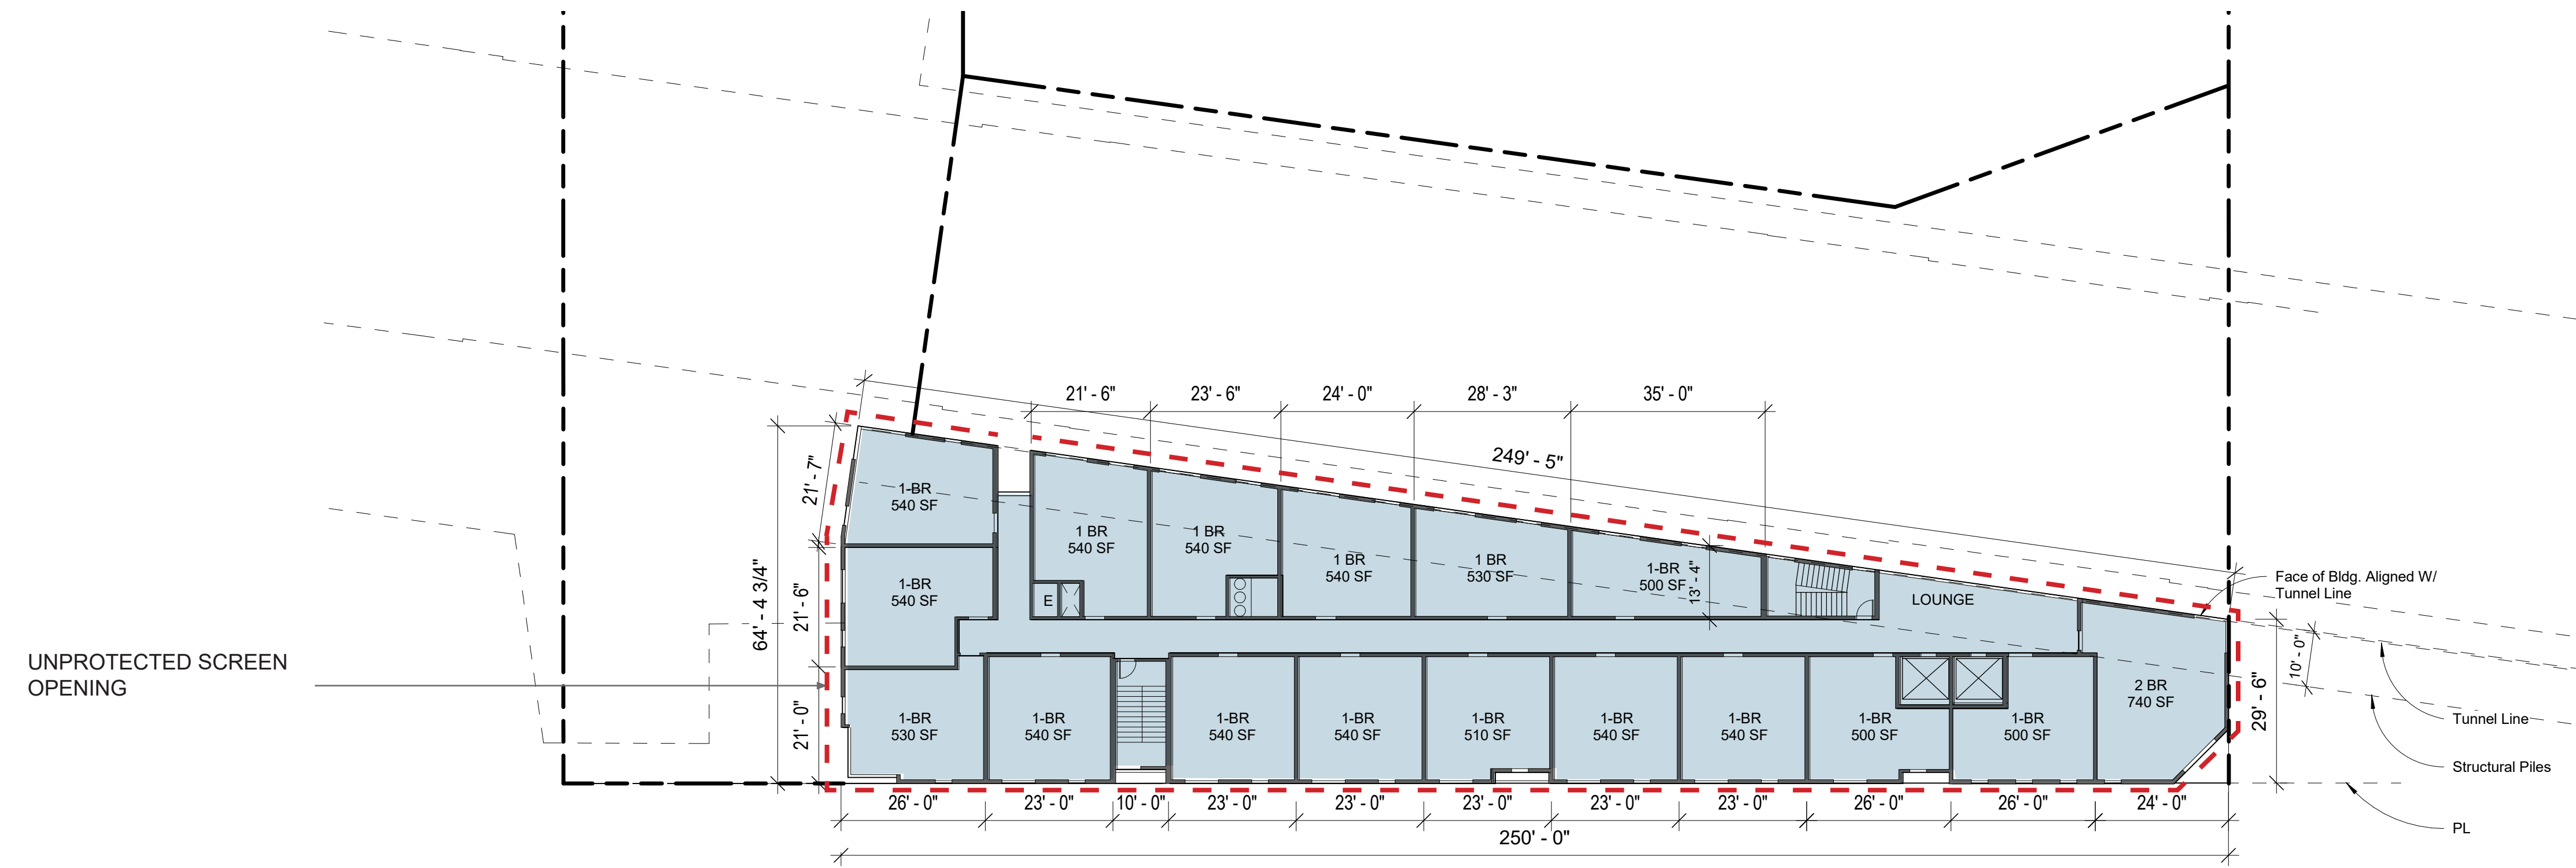 21' - 6"
23' - 6"
24' - 0"
28' - 3"
35' - 0"
249' - 5"
21' - 7"
1-BR
540 SF
1 BR
540 SF
1 BR
540 SF
1 BR
540 SF
1 BR
530 SF
1-BR
500 SF
13' - 4"
E
LOUNGE
Face of Bldg. Aligned W/
Tunnel Line
64' - 4 3/4"
21' - 6"
1-BR
540 SF
10' - 0"
29' - 6"
UNPROTECTED SCREEN
OPENING
21' - 0"
1-BR
530 SF
1-BR
540 SF
1-BR
540 SF
1-BR
540 SF
1-BR
510 SF
1-BR
540 SF
1-BR
540 SF
1-BR
500 SF
1-BR
500 SF
2 BR
740 SF
Tunnel Line
Structural Piles
26' - 0"
23' - 0"
10' - 0"
23' - 0"
23' - 0"
23' - 0"
23' - 0"
23' - 0"
26' - 0"
26' - 0"
24' - 0"
PL
250' - 0"